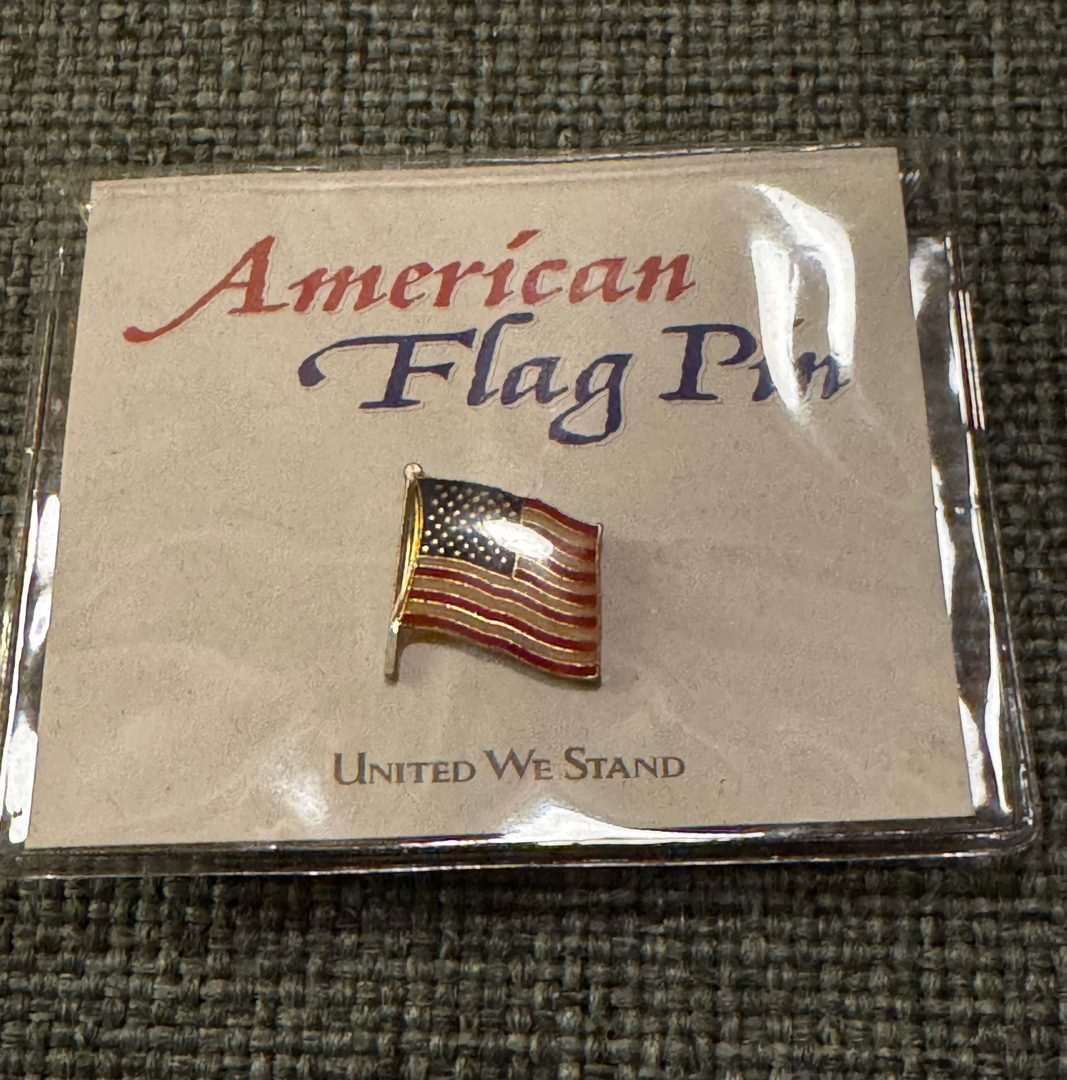 American
Flag Pin
United We Stand